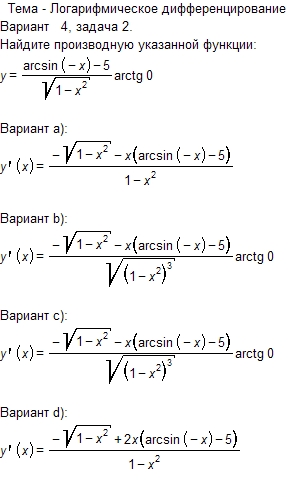 Тема - Логарифмическое дифференцирование
Вариант 4, задача 2.
Найдите производную указанной функции:
y = (arcsin (−x) − 5) / √(1 − x²) arctg 0
Вариант a):
y' (x) = (−√(1 − x²) − x(arcsin (−x) − 5)) / (1 − x²)
Вариант b):
y' (x) = (−√(1 − x²) − x(arcsin (−x) − 5)) / √((1 − x²)³) arctg 0
Вариант c):
y' (x) = (−√(1 − x²) − x(arcsin (−x) − 5)) / √((1 − x²)³) arctg 0
Вариант d):
y' (x) = (−√(1 − x²) + 2x(arcsin (−x) − 5)) / (1 − x²)